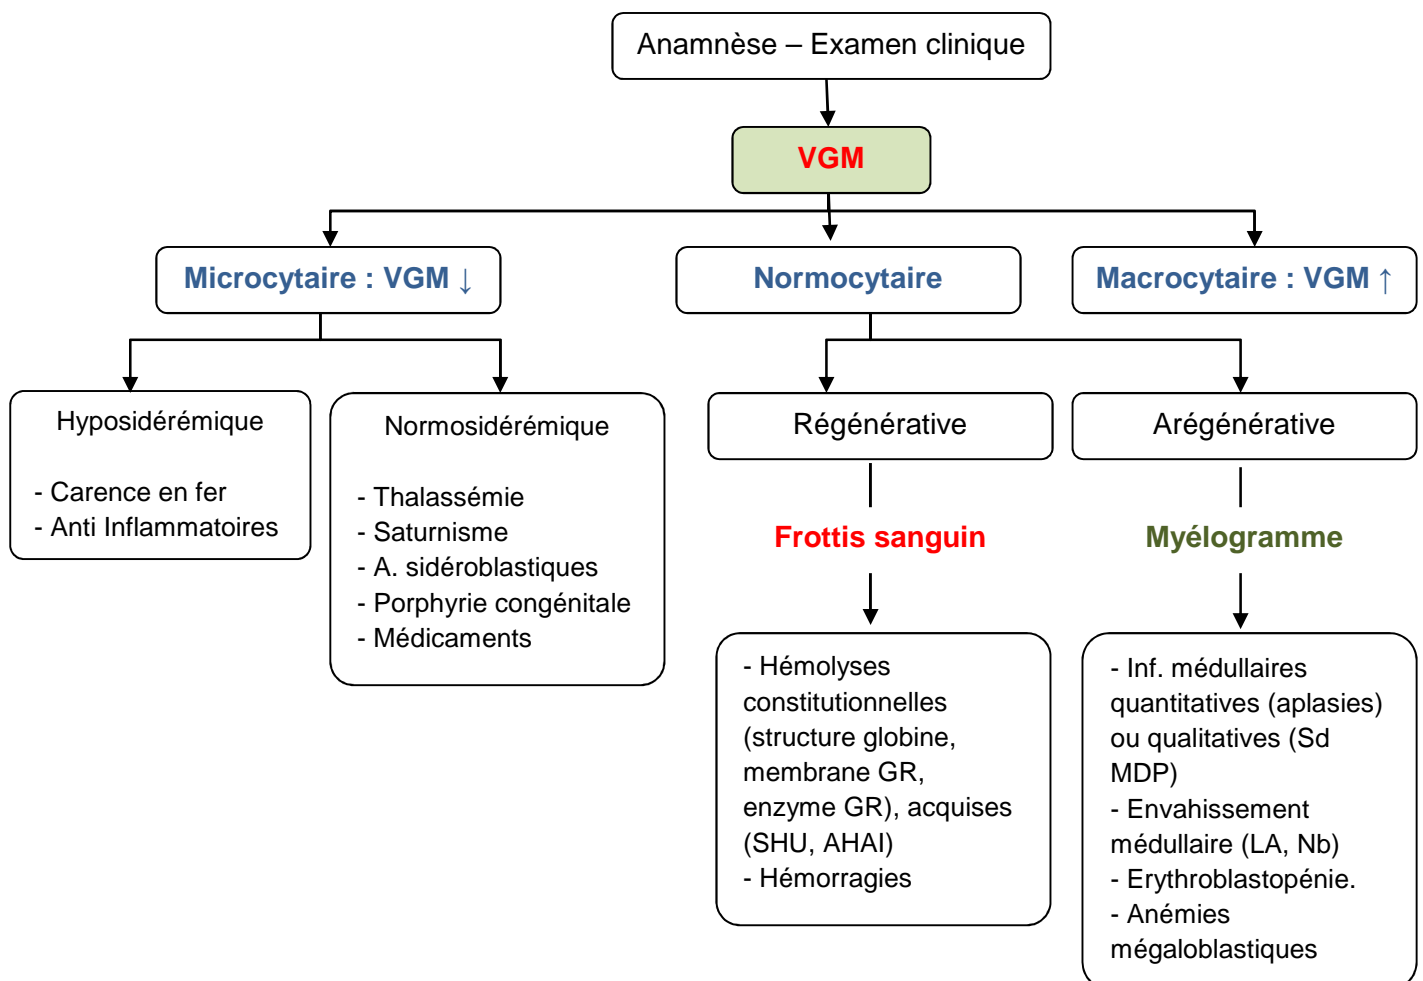 Anamnèse – Examen clinique
VGM
Microcytaire : VGM ↓
Normocytaire
Macrocytaire : VGM ↑
Hyposidérémique
- Carence en fer
- Anti Inflammatoires
Normosidérémique
- Thalassémie
- Saturnisme
- A. sidéroblastiques
- Porphyrie congénitale
- Médicaments
Régénérative
Arégénérative
Frottis sanguin
Myélogramme
- Hémolyses
constitutionnelles
(structure globine,
membrane GR,
enzyme GR), acquises
(SHU, AHAI)
- Hémorragies
- Inf. médullaires
quantitatives (aplasies)
ou qualitatives (Sd
MDP)
- Envahissement
médullaire (LA, Nb)
- Erythroblastopénie.
- Anémies
mégaloblastiques